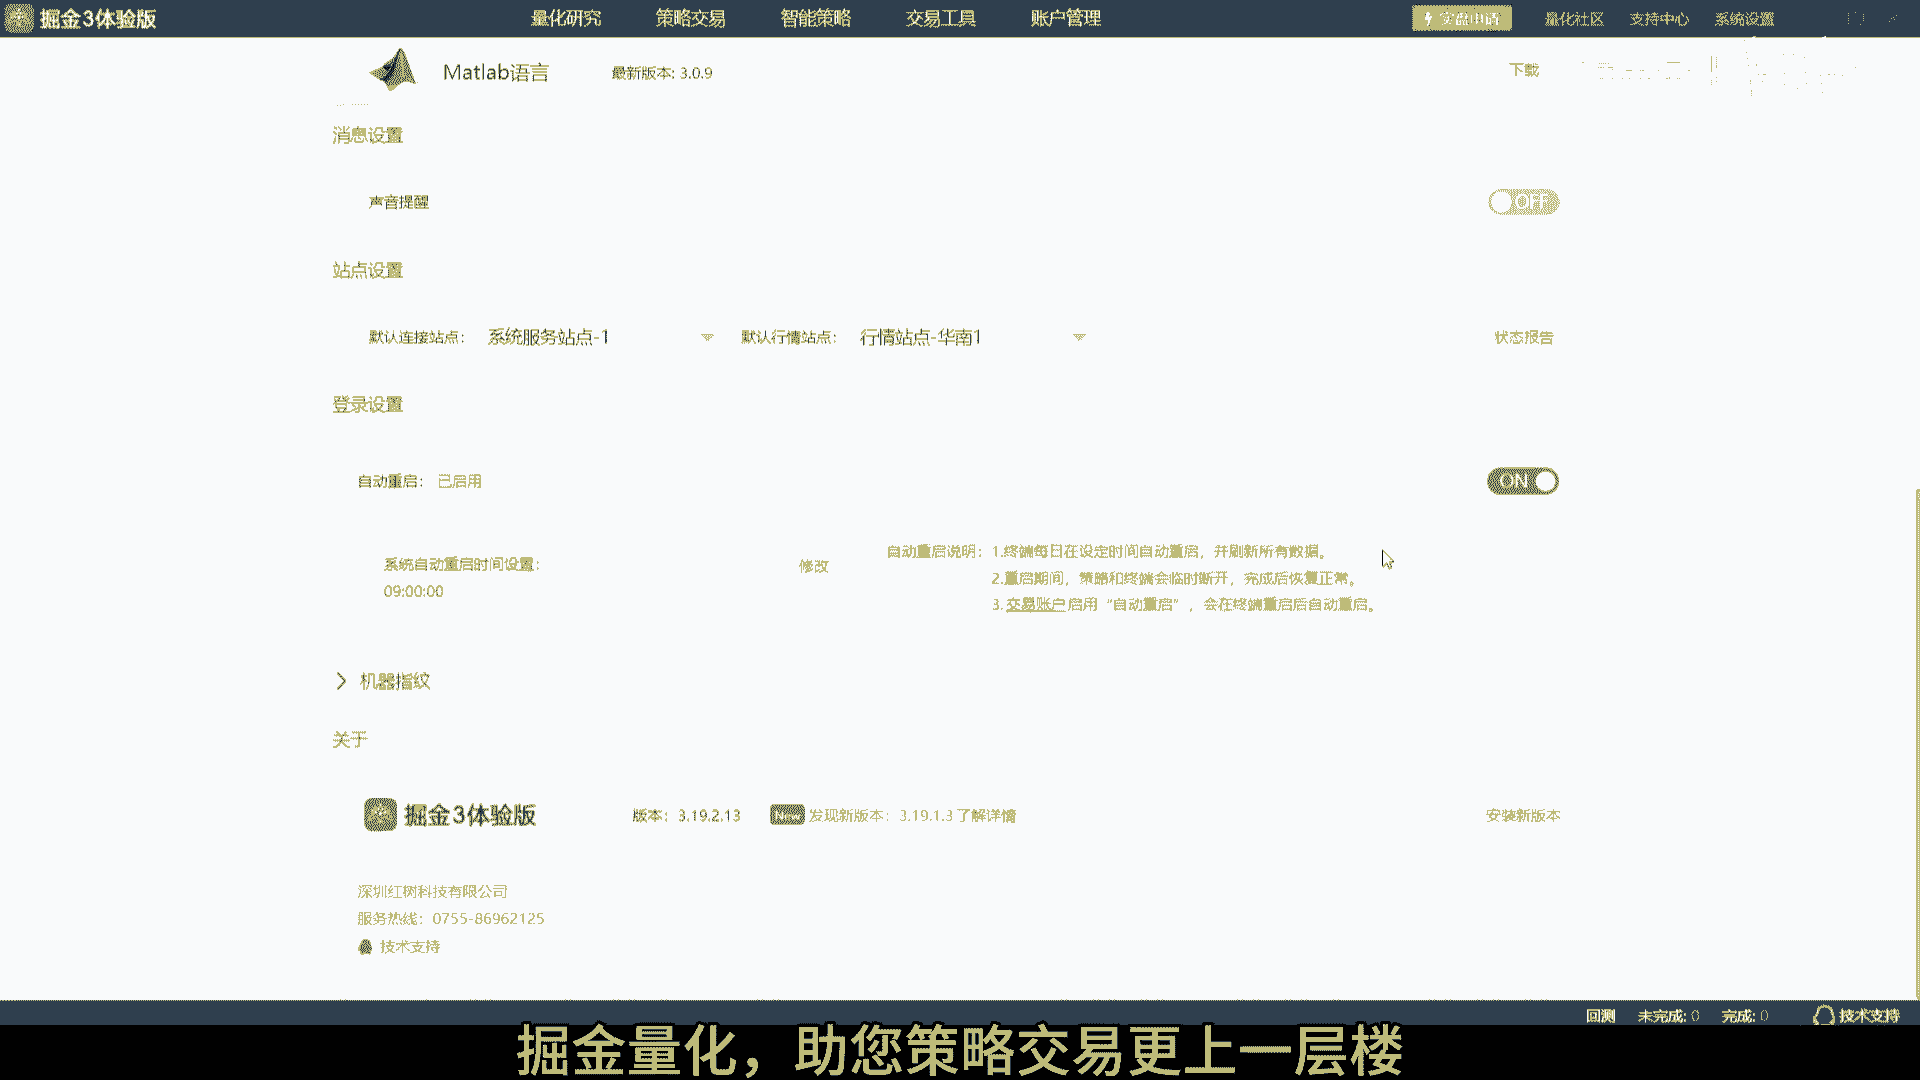 掘金3体验版 量化研究 策略交易 智能策略 交易工具 账户管理 实盘申请 量化社区 支持中心 系统设置
Matlab语言 最新版本: 3.0.9 下载
消息设置
声音提醒 OFF
站点设置
默认连接站点: 系统服务站点-1 默认行情站点: 行情站点-华南1 状态报告
登录设置
自动重启: 已启用 ON
系统自动重启时间设置:
09:00:00
修改
自动重启说明: 1.终端每日在设定时间自动重启，并刷新所有数据。
2.重启期间，策略和终端会临时断开，完成后恢复正常。
3.交易账户启用“自动重启”，会在终端重启后自动重启。
机器指纹
关于
掘金3体验版 版本: 3.19.2.13 New 发现新版本: 3.19.1.3 了解详情 安装新版本
深圳红树科技有限公司
服务热线: 0755-86962125
技术支持
回测 未完成: 0 完成: 0 技术支持
掘金量化，助您策略交易更上一层楼